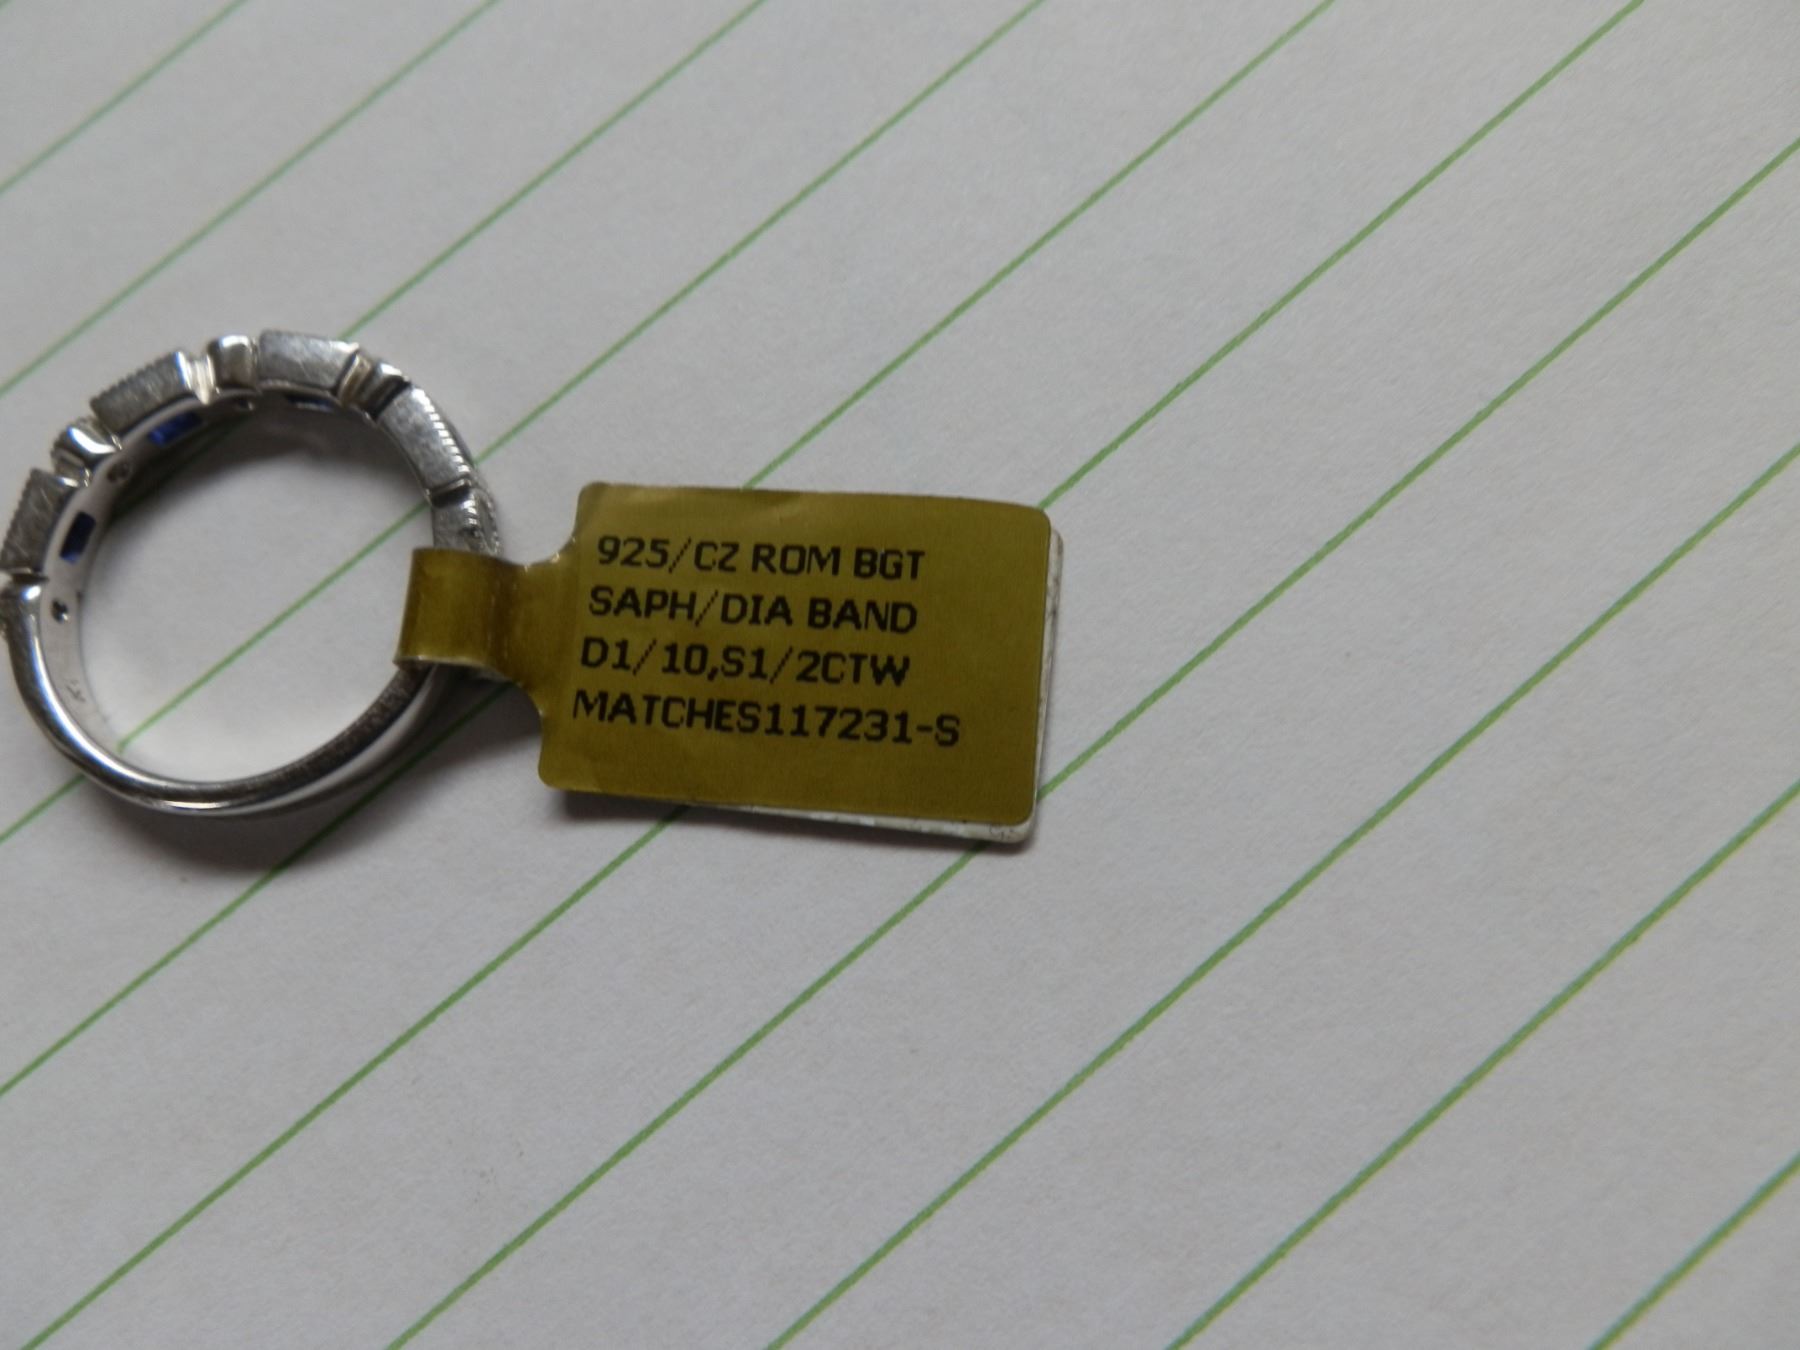 925/CZ ROM BGT
SAPH/DIA BAND
D1/10,S1/2CTW
MATCHES117231-S